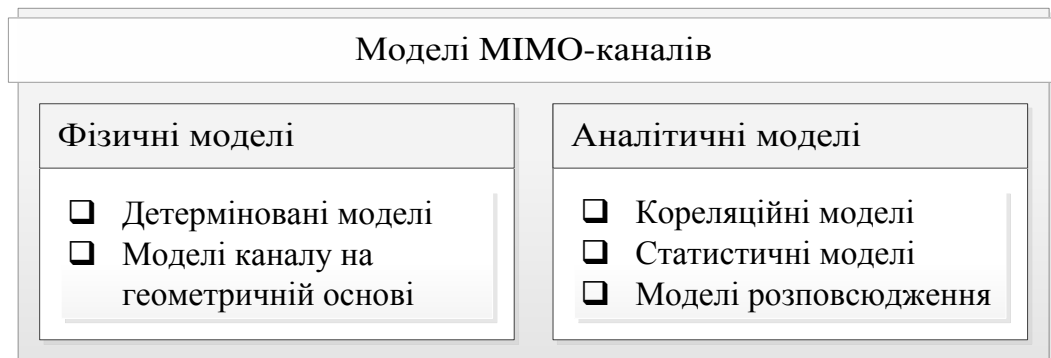 Моделі МІМО-каналів
Фізичні моделі
❑ Детерміновані моделі
❑ Моделі каналу на
геометричній основі
Аналітичні моделі
❑ Кореляційні моделі
❑ Статистичні моделі
❑ Моделі розповсюдження